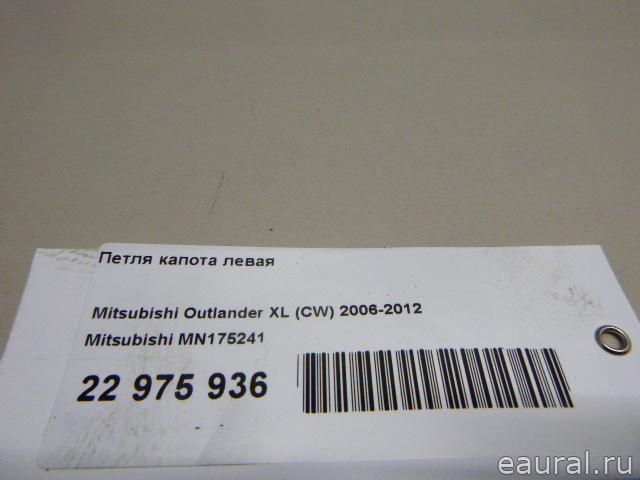 Петля капота левая
Mitsubishi Outlander XL (CW) 2006-2012
Mitsubishi MN175241
22 975 936
eaural.ru